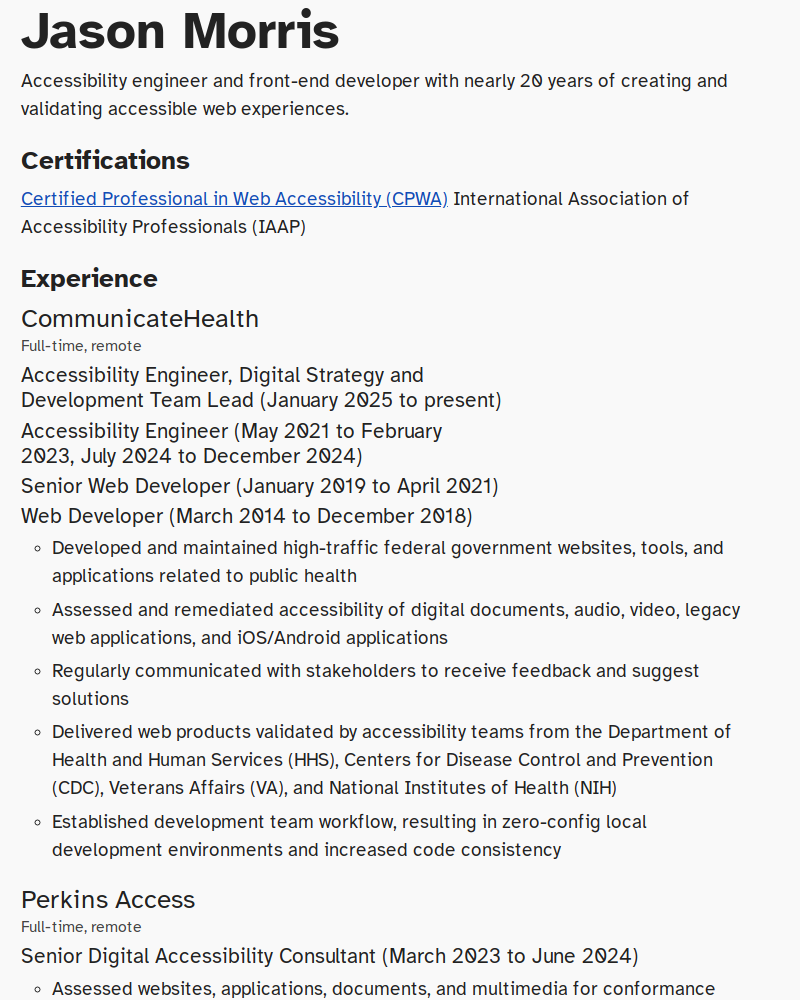 Jason Morris
Accessibility engineer and front-end developer with nearly 20 years of creating and
validating accessible web experiences.
Certifications
Certified Professional in Web Accessibility (CPWA) International Association of
Accessibility Professionals (IAAP)
Experience
CommunicateHealth
Full-time, remote
Accessibility Engineer, Digital Strategy and
Development Team Lead (January 2025 to present)
Accessibility Engineer (May 2021 to February
2023, July 2024 to December 2024)
Senior Web Developer (January 2019 to April 2021)
Web Developer (March 2014 to December 2018)
Developed and maintained high-traffic federal government websites, tools, and
applications related to public health
Assessed and remediated accessibility of digital documents, audio, video, legacy
web applications, and iOS/Android applications
Regularly communicated with stakeholders to receive feedback and suggest
solutions
Delivered web products validated by accessibility teams from the Department of
Health and Human Services (HHS), Centers for Disease Control and Prevention
(CDC), Veterans Affairs (VA), and National Institutes of Health (NIH)
Established development team workflow, resulting in zero-config local
development environments and increased code consistency
Perkins Access
Full-time, remote
Senior Digital Accessibility Consultant (March 2023 to June 2024)
Assessed websites, applications, documents, and multimedia for conformance